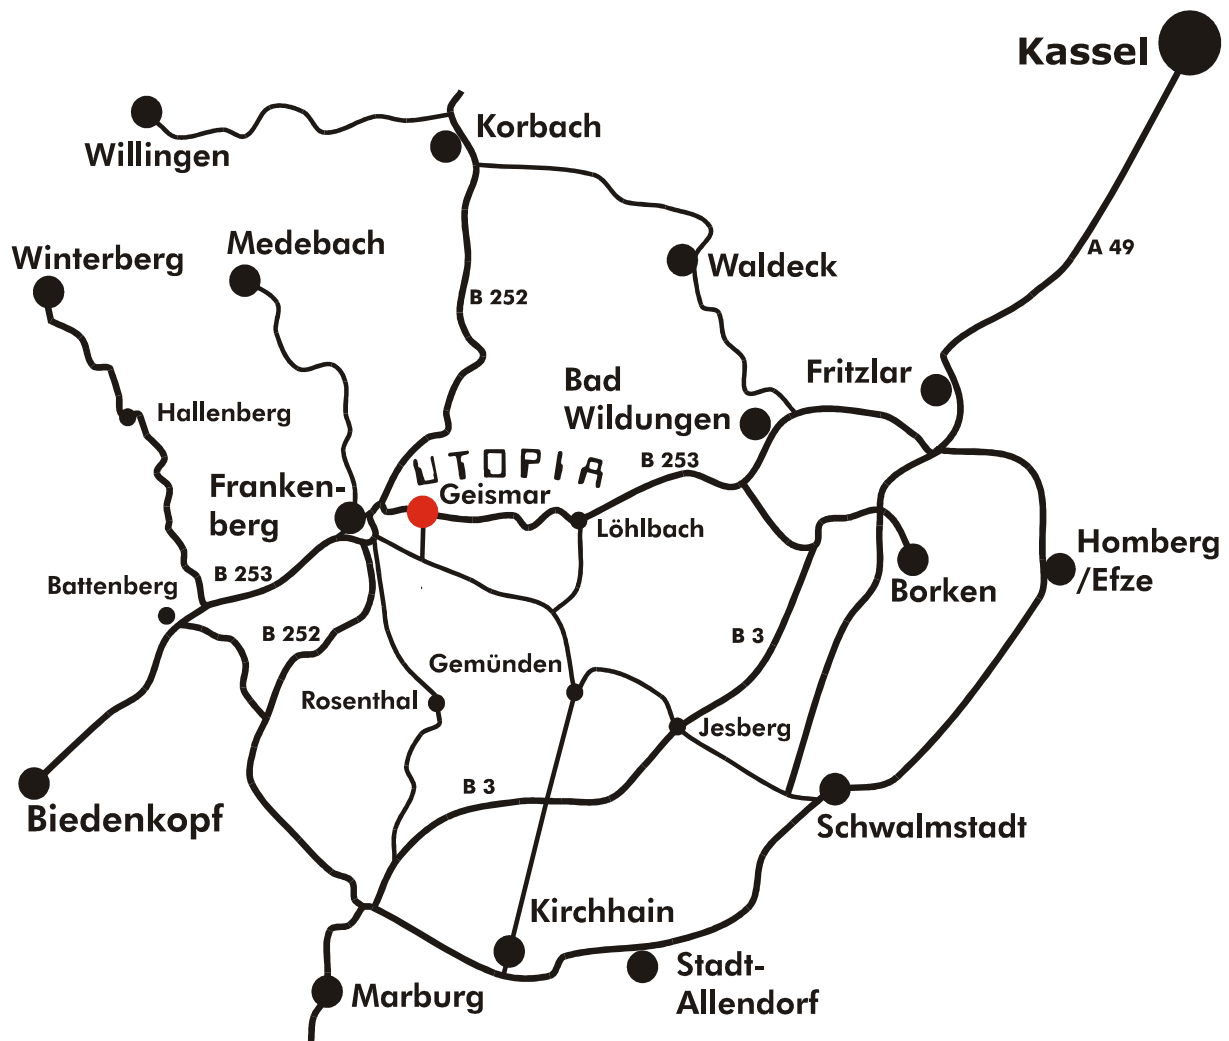 Kassel
Korbach
Willingen
Medebach
Winterberg
Waldeck
A 49
B 252
Fritzlar
Bad
Wildungen
Hallenberg
UTOPIA
B 253
Franken-
berg
Geismar
Löhlbach
Homberg
/Efze
B 253
Battenberg
Borken
B 252
B 3
Gemünden
Rosenthal
Jesberg
B 3
Biedenkopf
Schwalmstadt
Kirchhain
Stadt-
Allendorf
Marburg